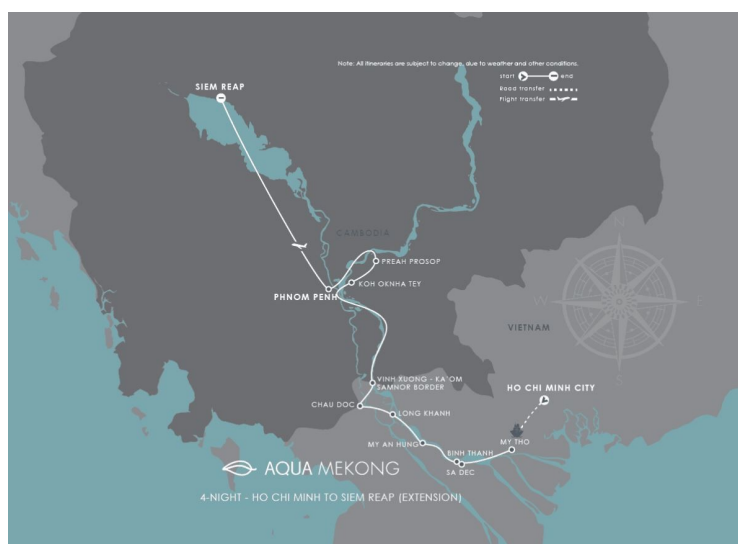 Note: All itineraries are subject to change, due to weather and other conditions.
start end
Road transfer
Flight transfer
SIEM REAP
CAMBODIA
PREAH PROSOP
KOH OKNHA TEY
PHNOM PENH
N
W
E
S
VIETNAM
VINH XUONG - KA'OM
SAMNOR BORDER
HO CHI MINH CITY
CHAU DOC
LONG KHANH
MY AN HUNG
MY THO
BINH THANH
SA DEC
AQUA MEKONG
4-NIGHT - HO CHI MINH TO SIEM REAP (EXTENSION)